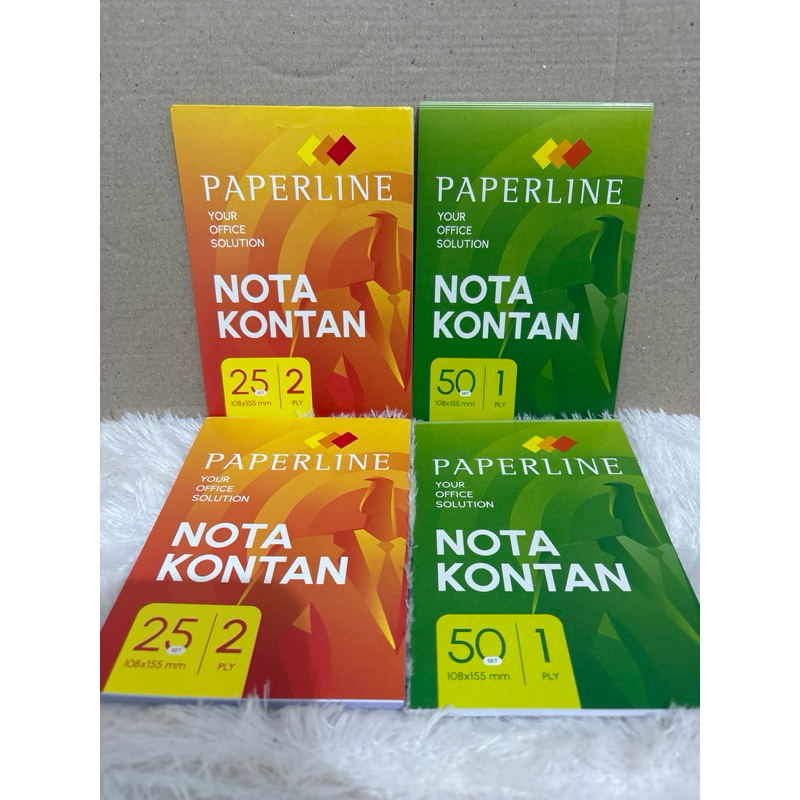 PAPERLINE
YOUR
OFFICE
SOLUTION
NOTA
KONTAN
25
SET
108x155 mm
2
PLY
PAPERLINE
YOUR
OFFICE
SOLUTION
NOTA
KONTAN
50
SET
108x155 mm
1
PLY
PAPERLINE
YOUR
OFFICE
SOLUTION
NOTA
KONTAN
25
SET
108x155 mm
2
PLY
PAPERLINE
YOUR
OFFICE
SOLUTION
NOTA
KONTAN
50
SET
108x155 mm
1
PLY